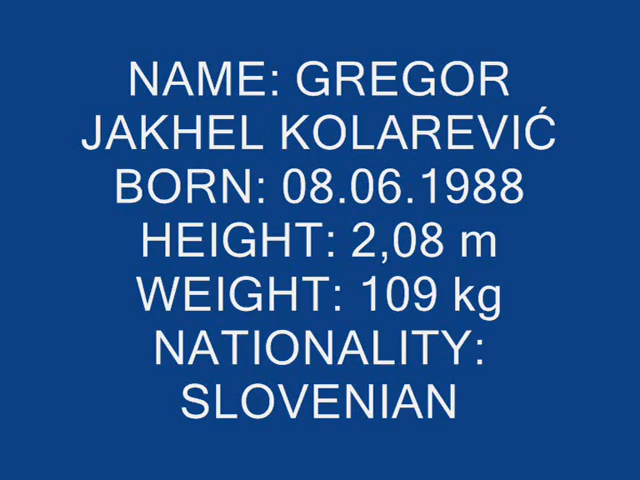 NAME: GREGOR
JAKHEL KOLAREVIĆ
BORN: 08.06.1988
HEIGHT: 2,08 m
WEIGHT: 109 kg
NATIONALITY:
SLOVENIAN